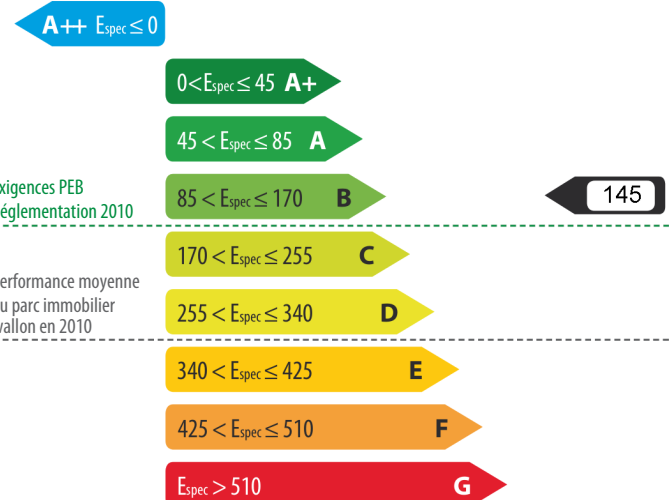 A++ Espec ≤ 0
0<Espec ≤ 45 A+
45 < Espec ≤ 85 A
xigences PEB
églementation 2010
85 < Espec ≤ 170 B
145
170 < Espec ≤ 255 C
erformance moyenne
u parc immobilier
vallon en 2010
255 < Espec ≤ 340 D
340 < Espec ≤ 425 E
425 < Espec ≤ 510 F
Espec > 510 G